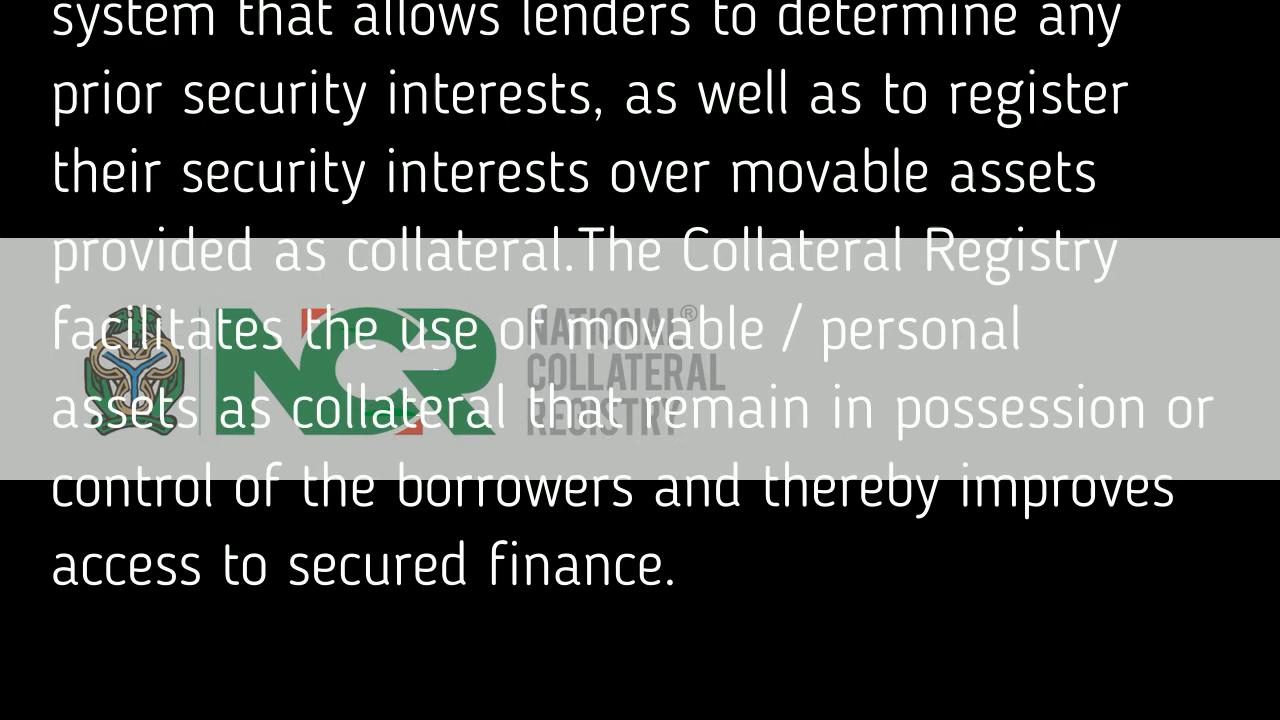 system that allows lenders to determine any
prior security interests, as well as to register
their security interests over movable assets
provided as collateral.The Collateral Registry
facilitates the use of movable / personal
assets as collateral that remain in possession or
control of the borrowers and thereby improves
access to secured finance.
NCR
NATIONAL®
COLLATERAL
REGISTRY